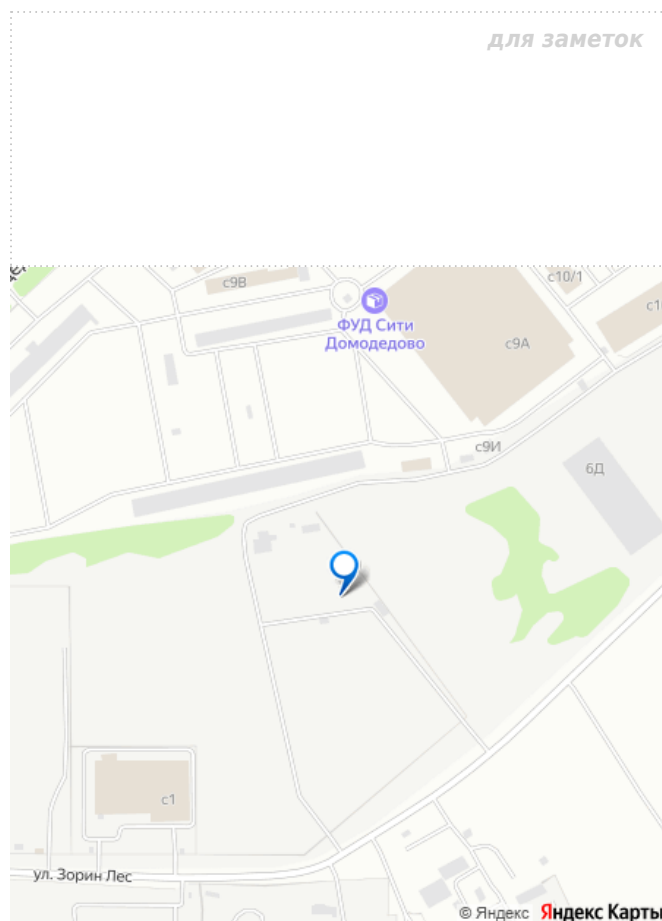 для заметок
с9В
с10/1
ФУД Сити
Домодедово
с9А
с9И
6Д
с1
ул. Зорин Лес
© Яндекс Яндекс Карты